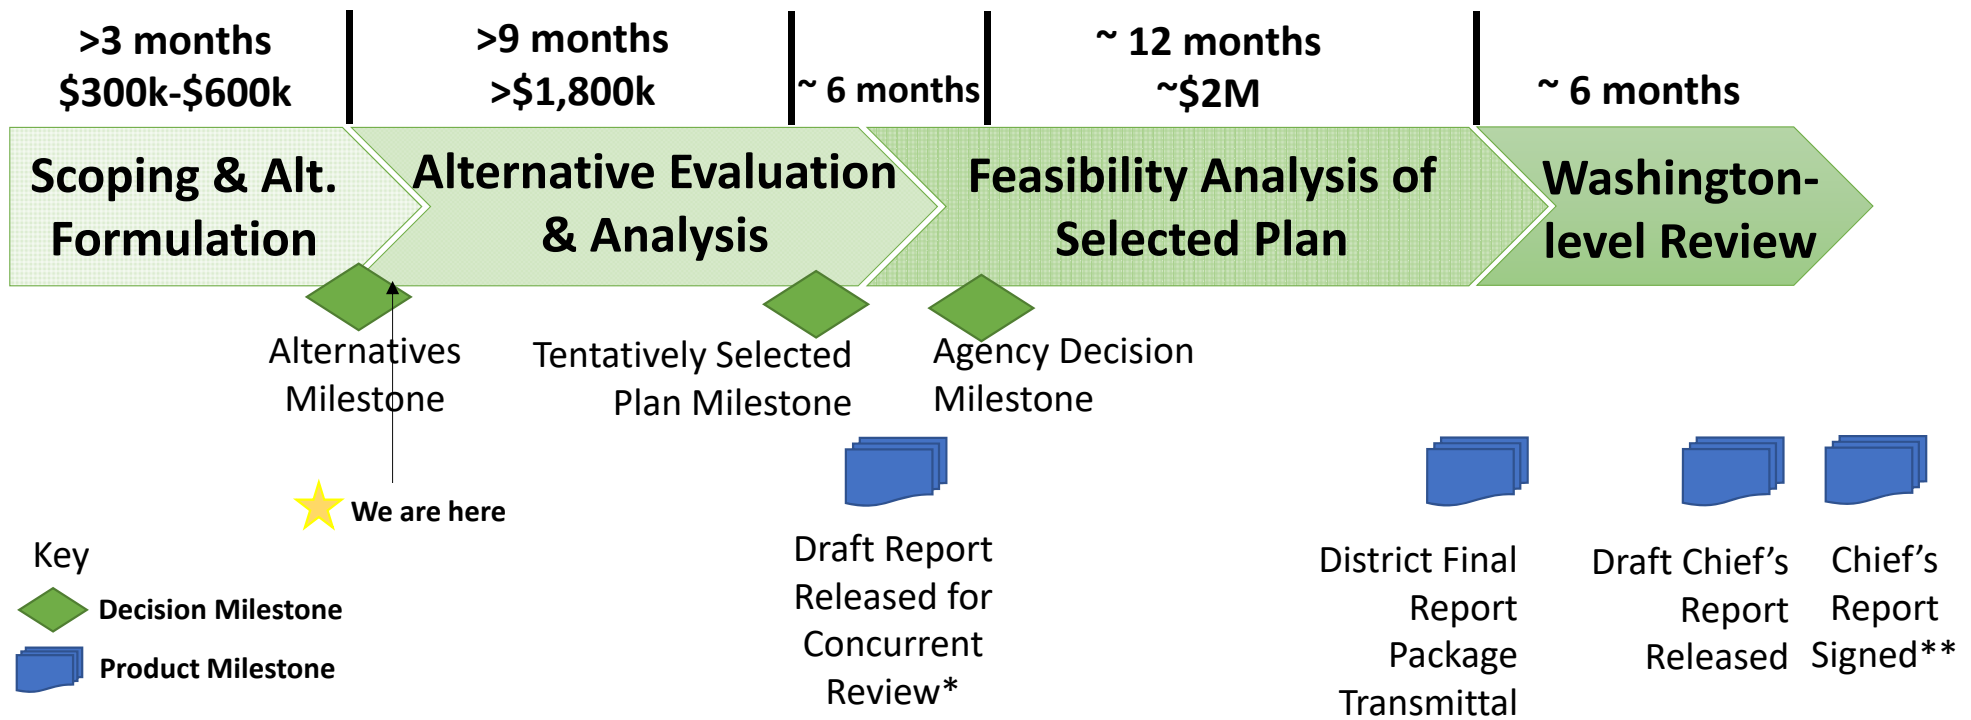 >3 months
$300k-$600k
>9 months
>$1,800k
~ 6 months
~ 12 months
~$2M
~ 6 months
Scoping & Alt.
Formulation
Alternative Evaluation
& Analysis
Feasibility Analysis of
Selected Plan
Washington-
level Review
Alternatives
Milestone
Tentatively Selected
Plan Milestone
Agency Decision
Milestone
We are here
Draft Report
Released for
Concurrent
Review*
District Final
Report
Package
Transmittal
Draft Chief’s
Report
Released
Chief’s
Report
Signed**
Key
Decision Milestone
Product Milestone